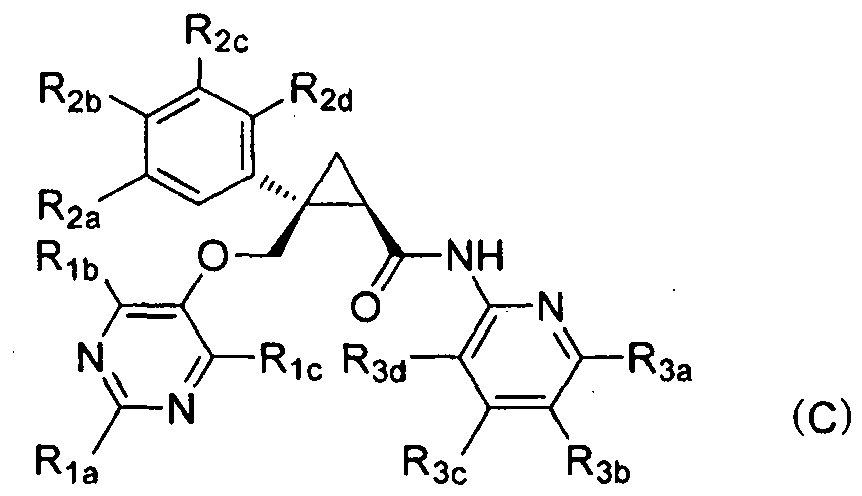 R2c
R2b
R2d
R2a
R1b
O
NH
O
N
N
R1c
R3d
R3a
N
R1a
R3c
R3b
(C)